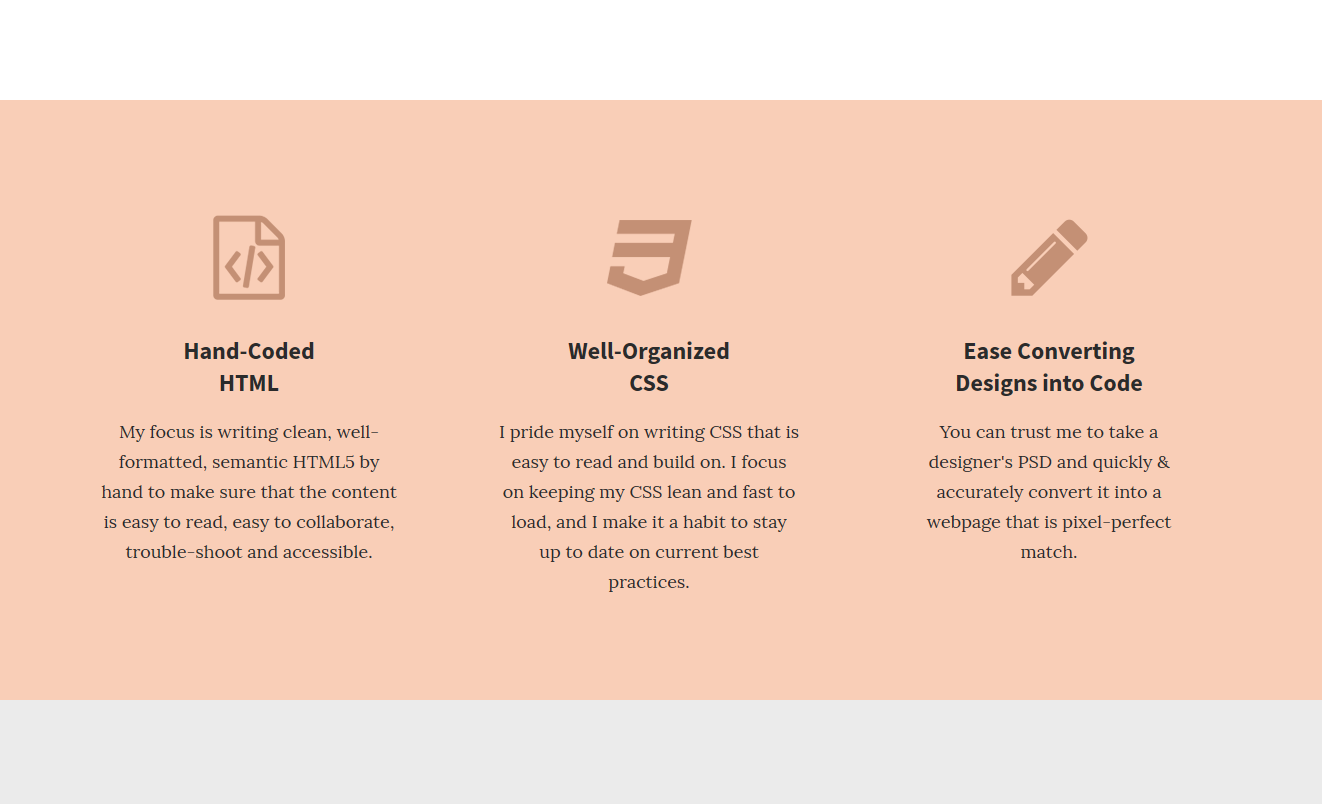 Hand-Coded
HTML
My focus is writing clean, well-
formatted, semantic HTML5 by
hand to make sure that the content
is easy to read, easy to collaborate,
trouble-shoot and accessible.
Well-Organized
CSS
I pride myself on writing CSS that is
easy to read and build on. I focus
on keeping my CSS lean and fast to
load, and I make it a habit to stay
up to date on current best
practices.
Ease Converting
Designs into Code
You can trust me to take a
designer's PSD and quickly &
accurately convert it into a
webpage that is pixel-perfect
match.